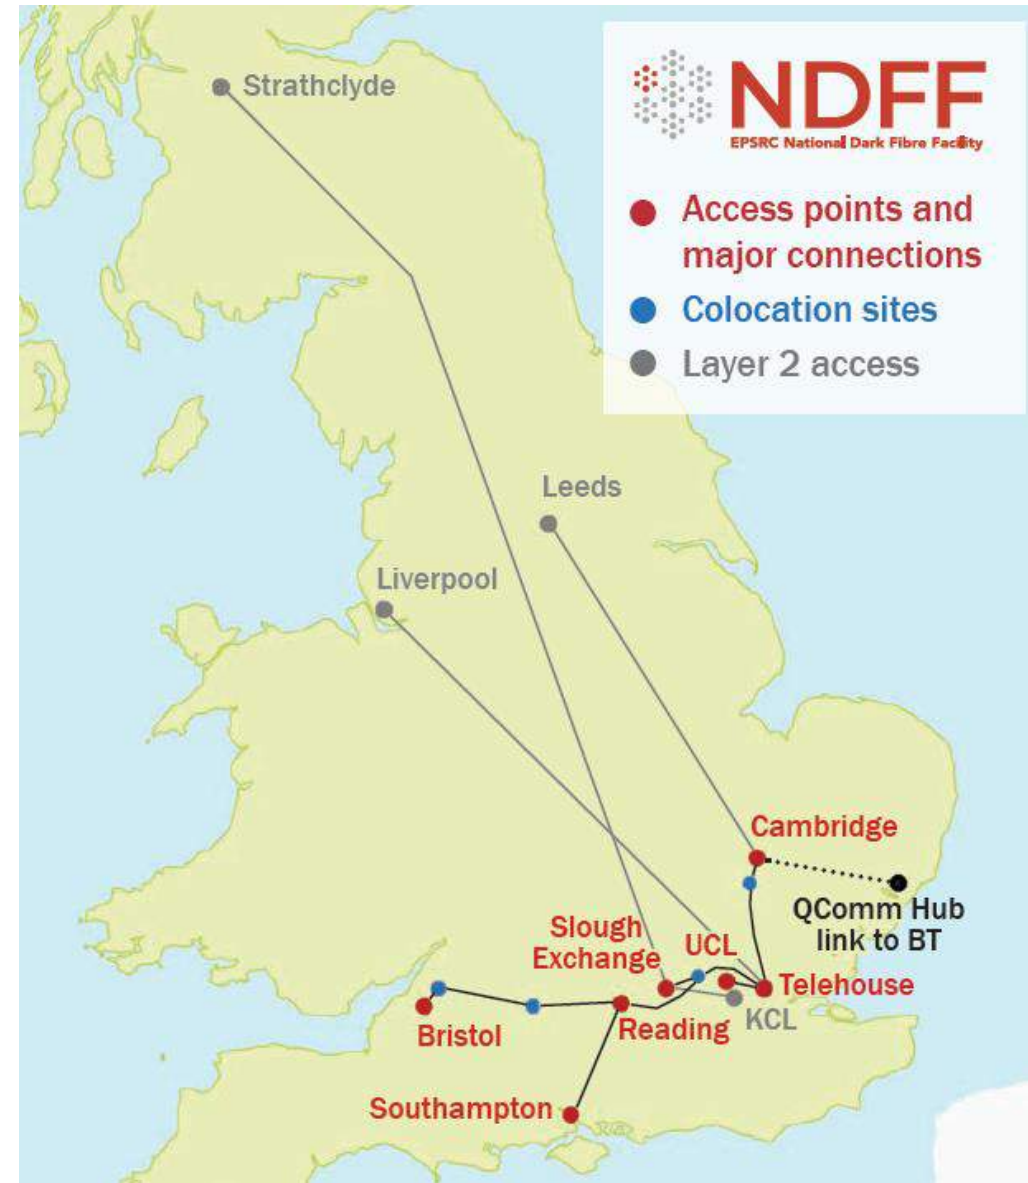 Strathclyde
NDFF
EPSRC National Dark Fibre Facility
Access points and
major connections
Colocation sites
Layer 2 access
Leeds
Liverpool
Cambridge
QComm Hub
link to BT
Slough
Exchange
UCL
Telehouse
KCL
Reading
Bristol
Southampton